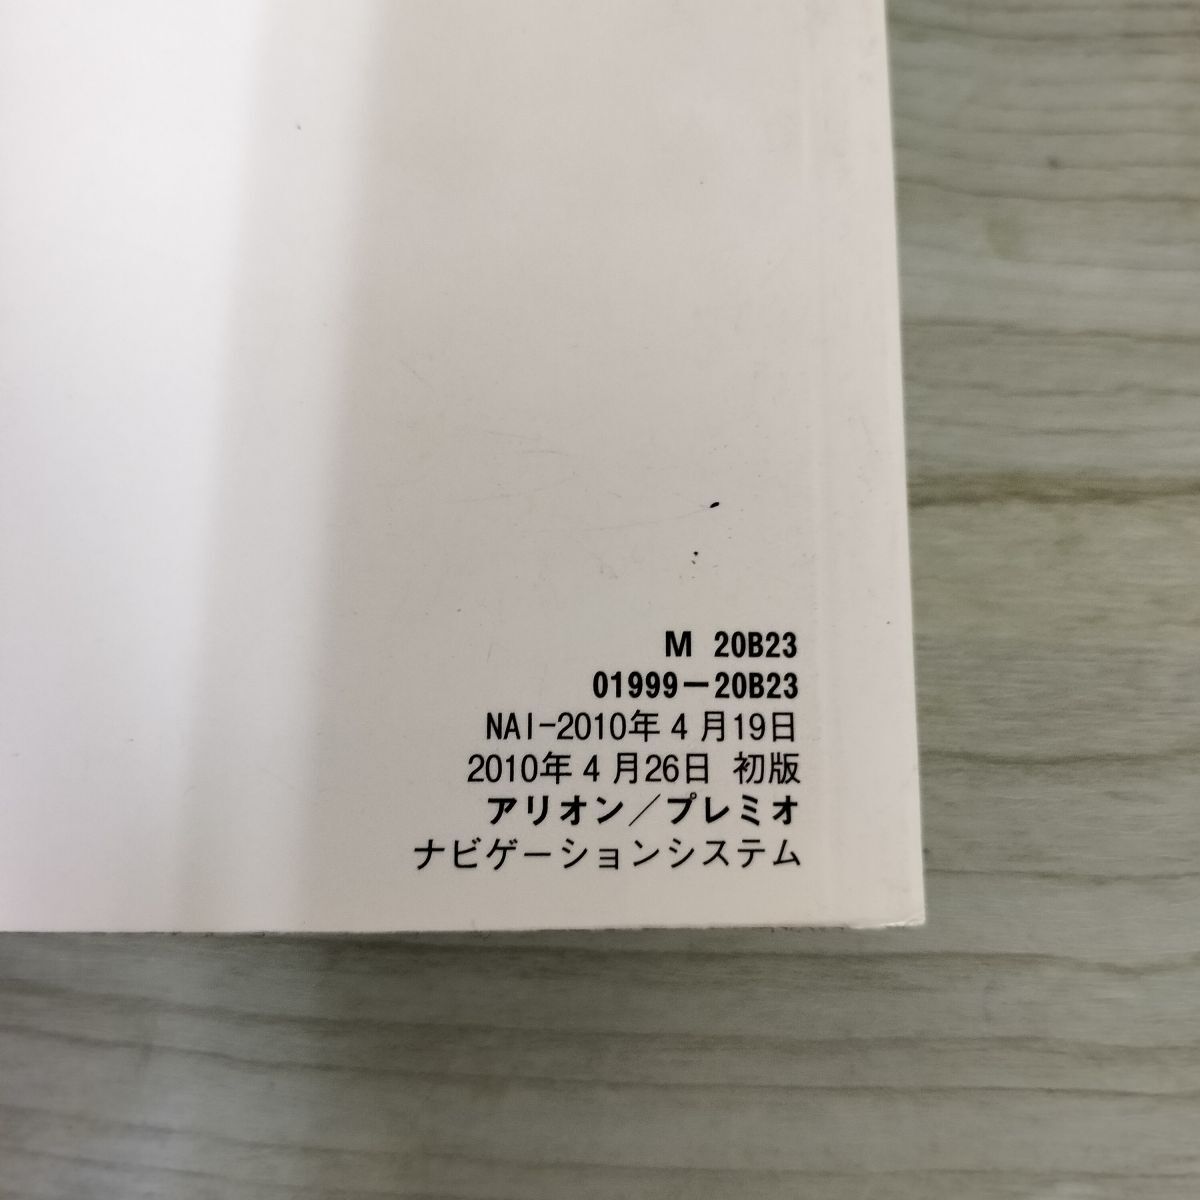 M 20B23
01999－20B23
NAI-2010年4月19日
2010年4月26日 初版
アリオン／プレミオ
ナビゲーションシステム